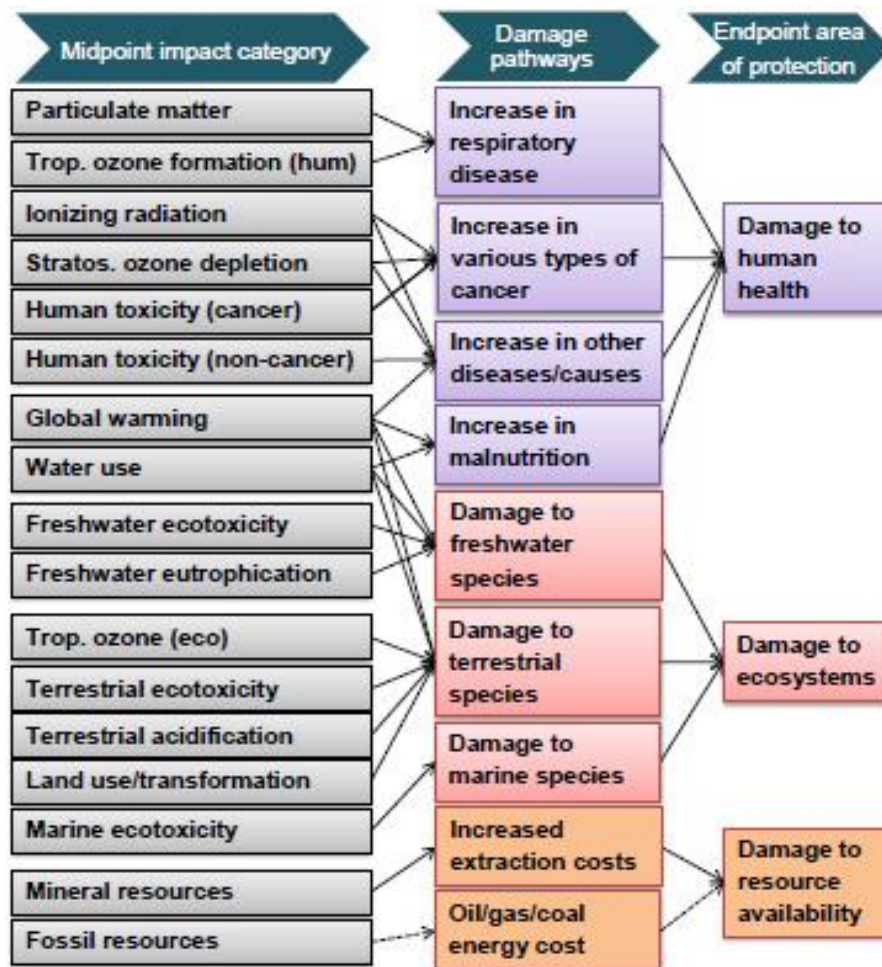 Midpoint impact category
Damage
pathways
Endpoint area
of protection
Particulate matter
Trop. ozone formation (hum)
Ionizing radiation
Stratos. ozone depletion
Human toxicity (cancer)
Human toxicity (non-cancer)
Global warming
Water use
Freshwater ecotoxicity
Freshwater eutrophication
Trop. ozone (eco)
Terrestrial ecotoxicity
Terrestrial acidification
Land use/transformation
Marine ecotoxicity
Mineral resources
Fossil resources
Increase in
respiratory
disease
Increase in
various types of
cancer
Increase in other
diseases/causes
Increase in
malnutrition
Damage to
freshwater
species
Damage to
terrestrial
species
Damage to
marine species
Increased
extraction costs
Oil/gas/coal
energy cost
Damage to
human
health
Damage to
ecosystems
Damage to
resource
availability